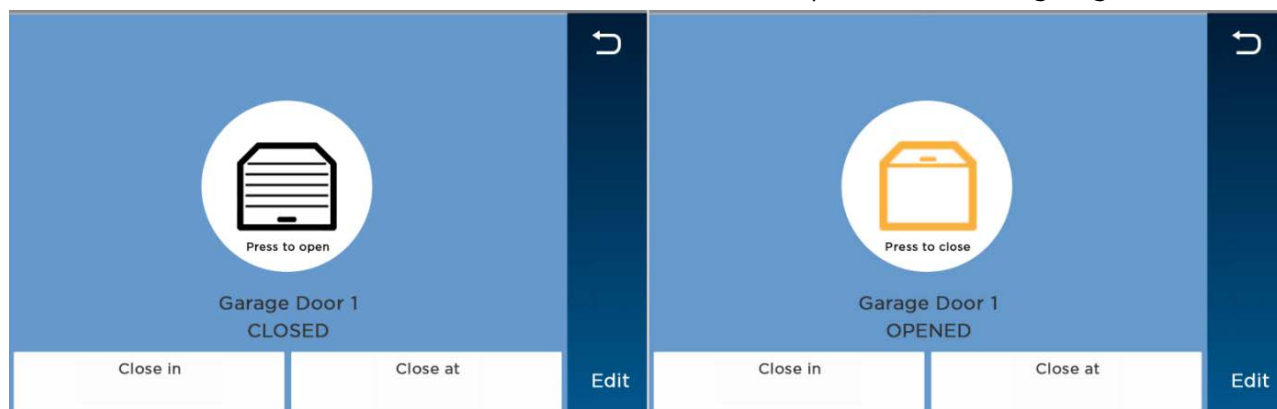 Press to open
Garage Door 1
CLOSED
Close in
Close at
Edit
Press to close
Garage Door 1
OPENED
Close in
Close at
Edit